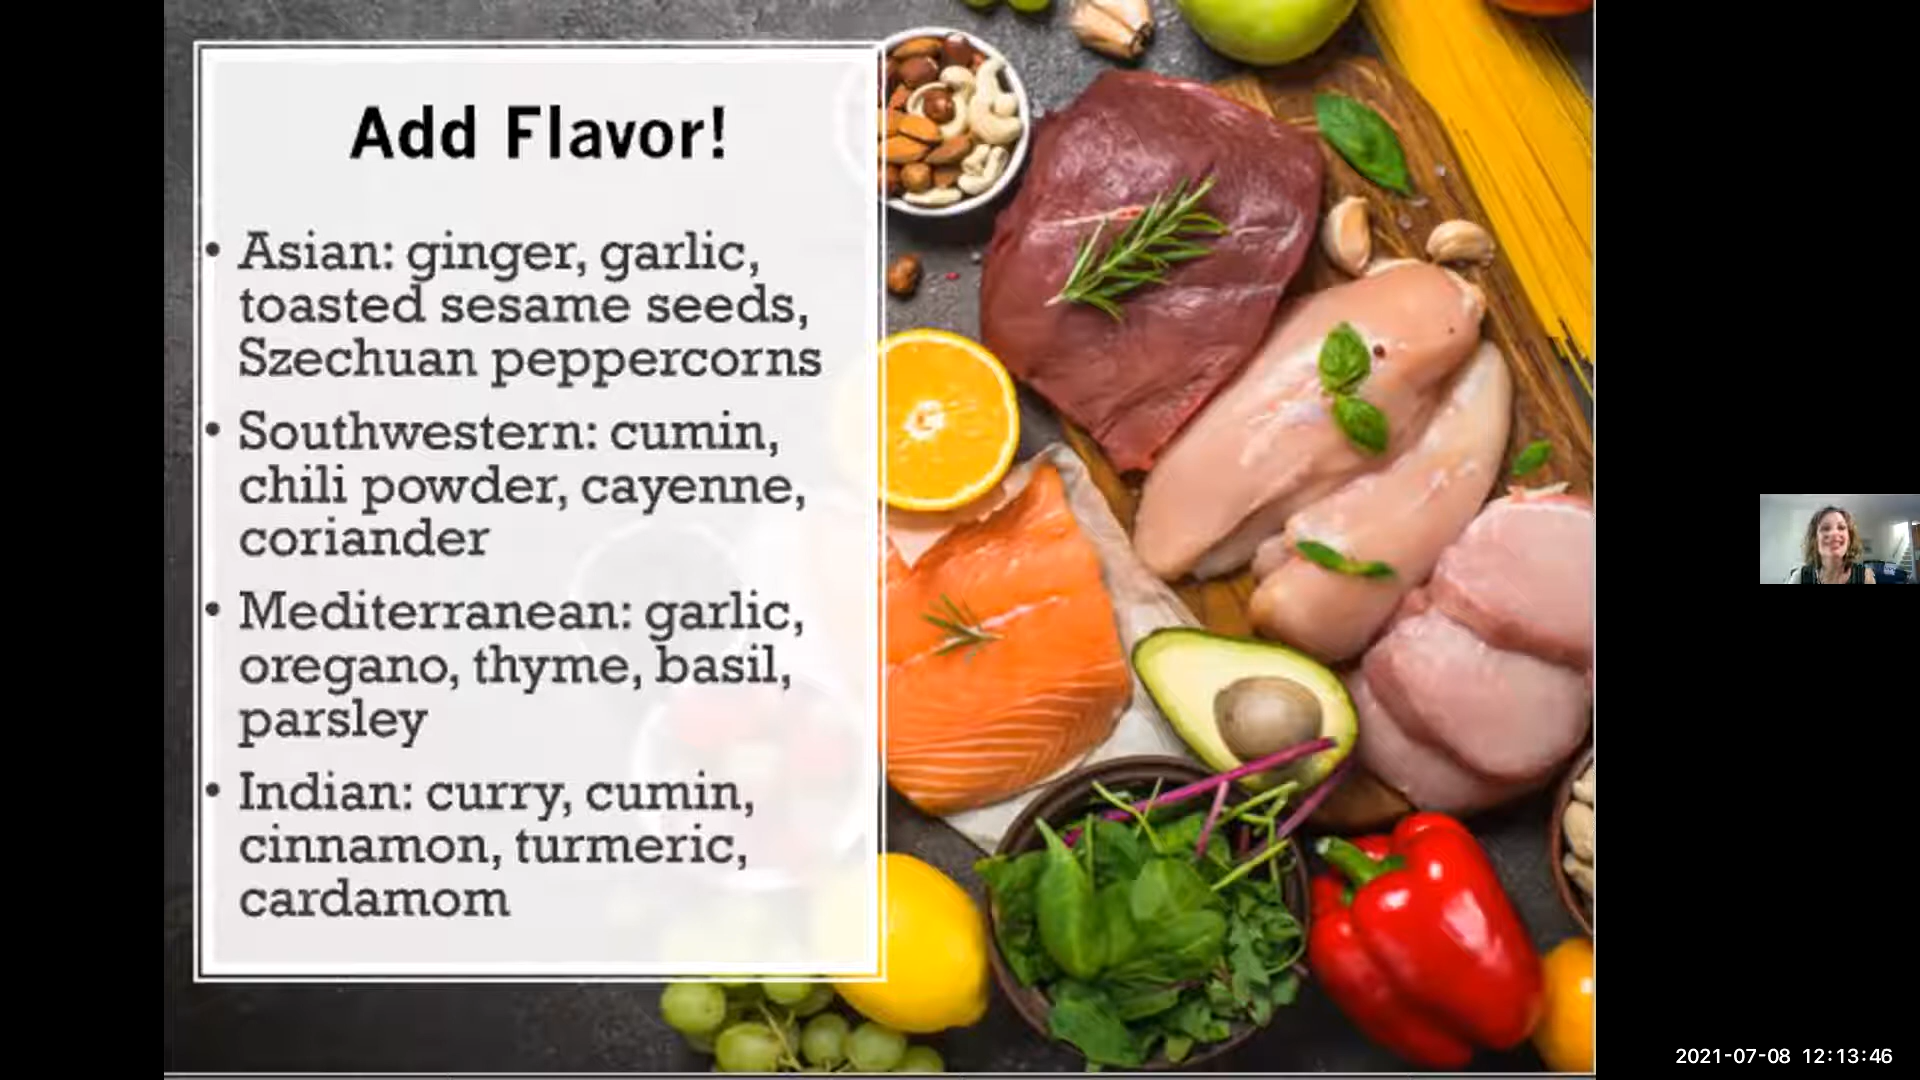 Add Flavor!
• Asian: ginger, garlic,
toasted sesame seeds,
Szechuan peppercorns
• Southwestern: cumin,
chili powder, cayenne,
coriander
• Mediterranean: garlic,
oregano, thyme, basil,
parsley
• Indian: curry, cumin,
cinnamon, turmeric,
cardamom
2021-07-08 12:13:46